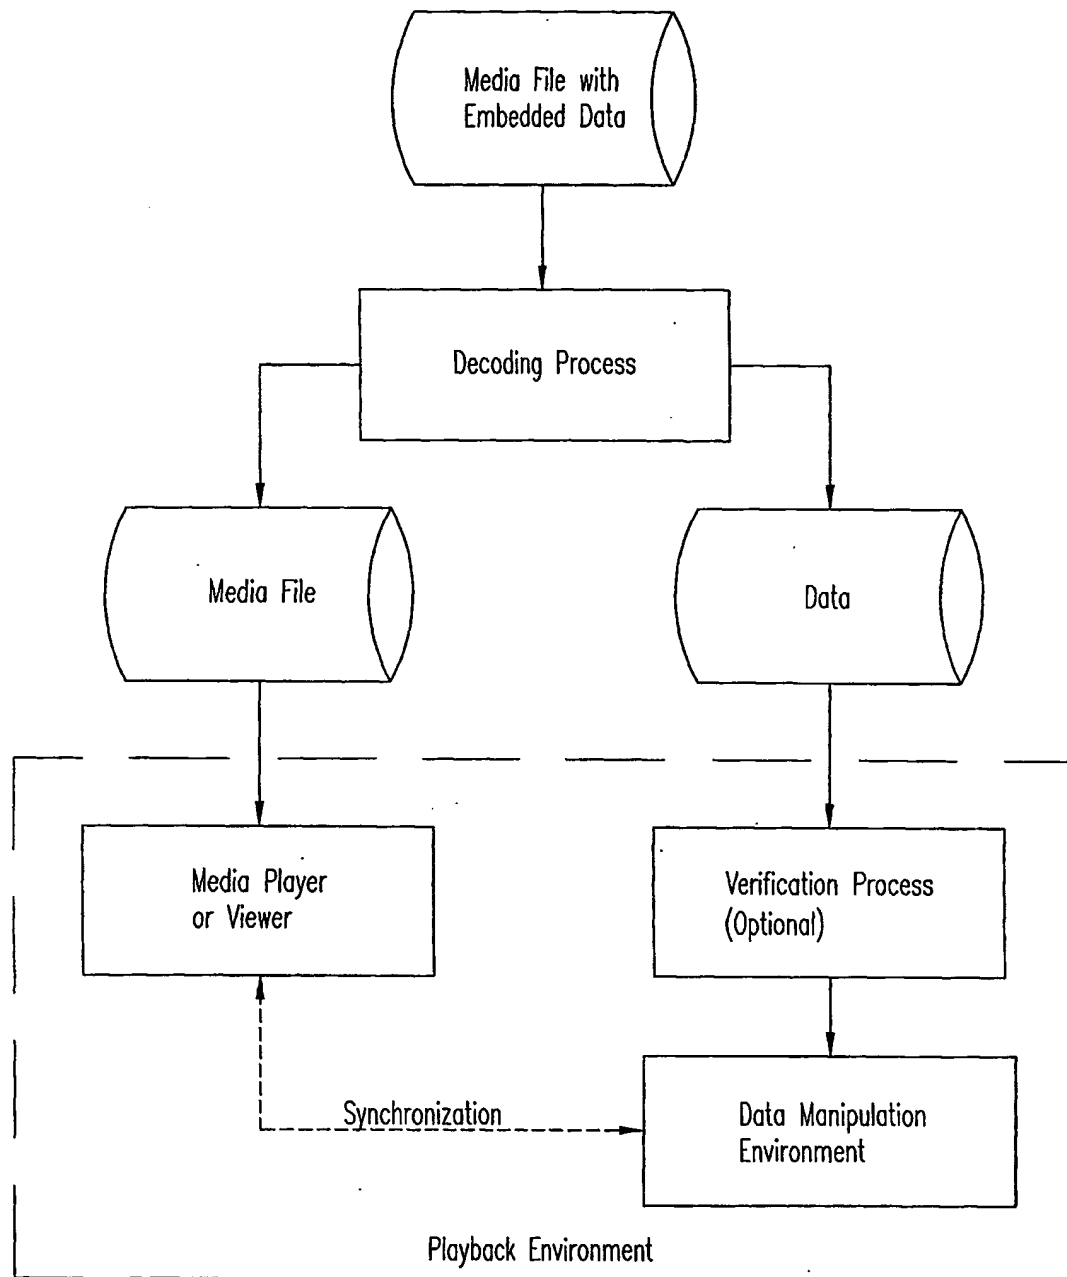 Media File with
Embedded Data
Decoding Process
Media File
Data
Media Player
or Viewer
Verification Process
(Optional)
Synchronization
Data Manipulation
Environment
Playback Environment